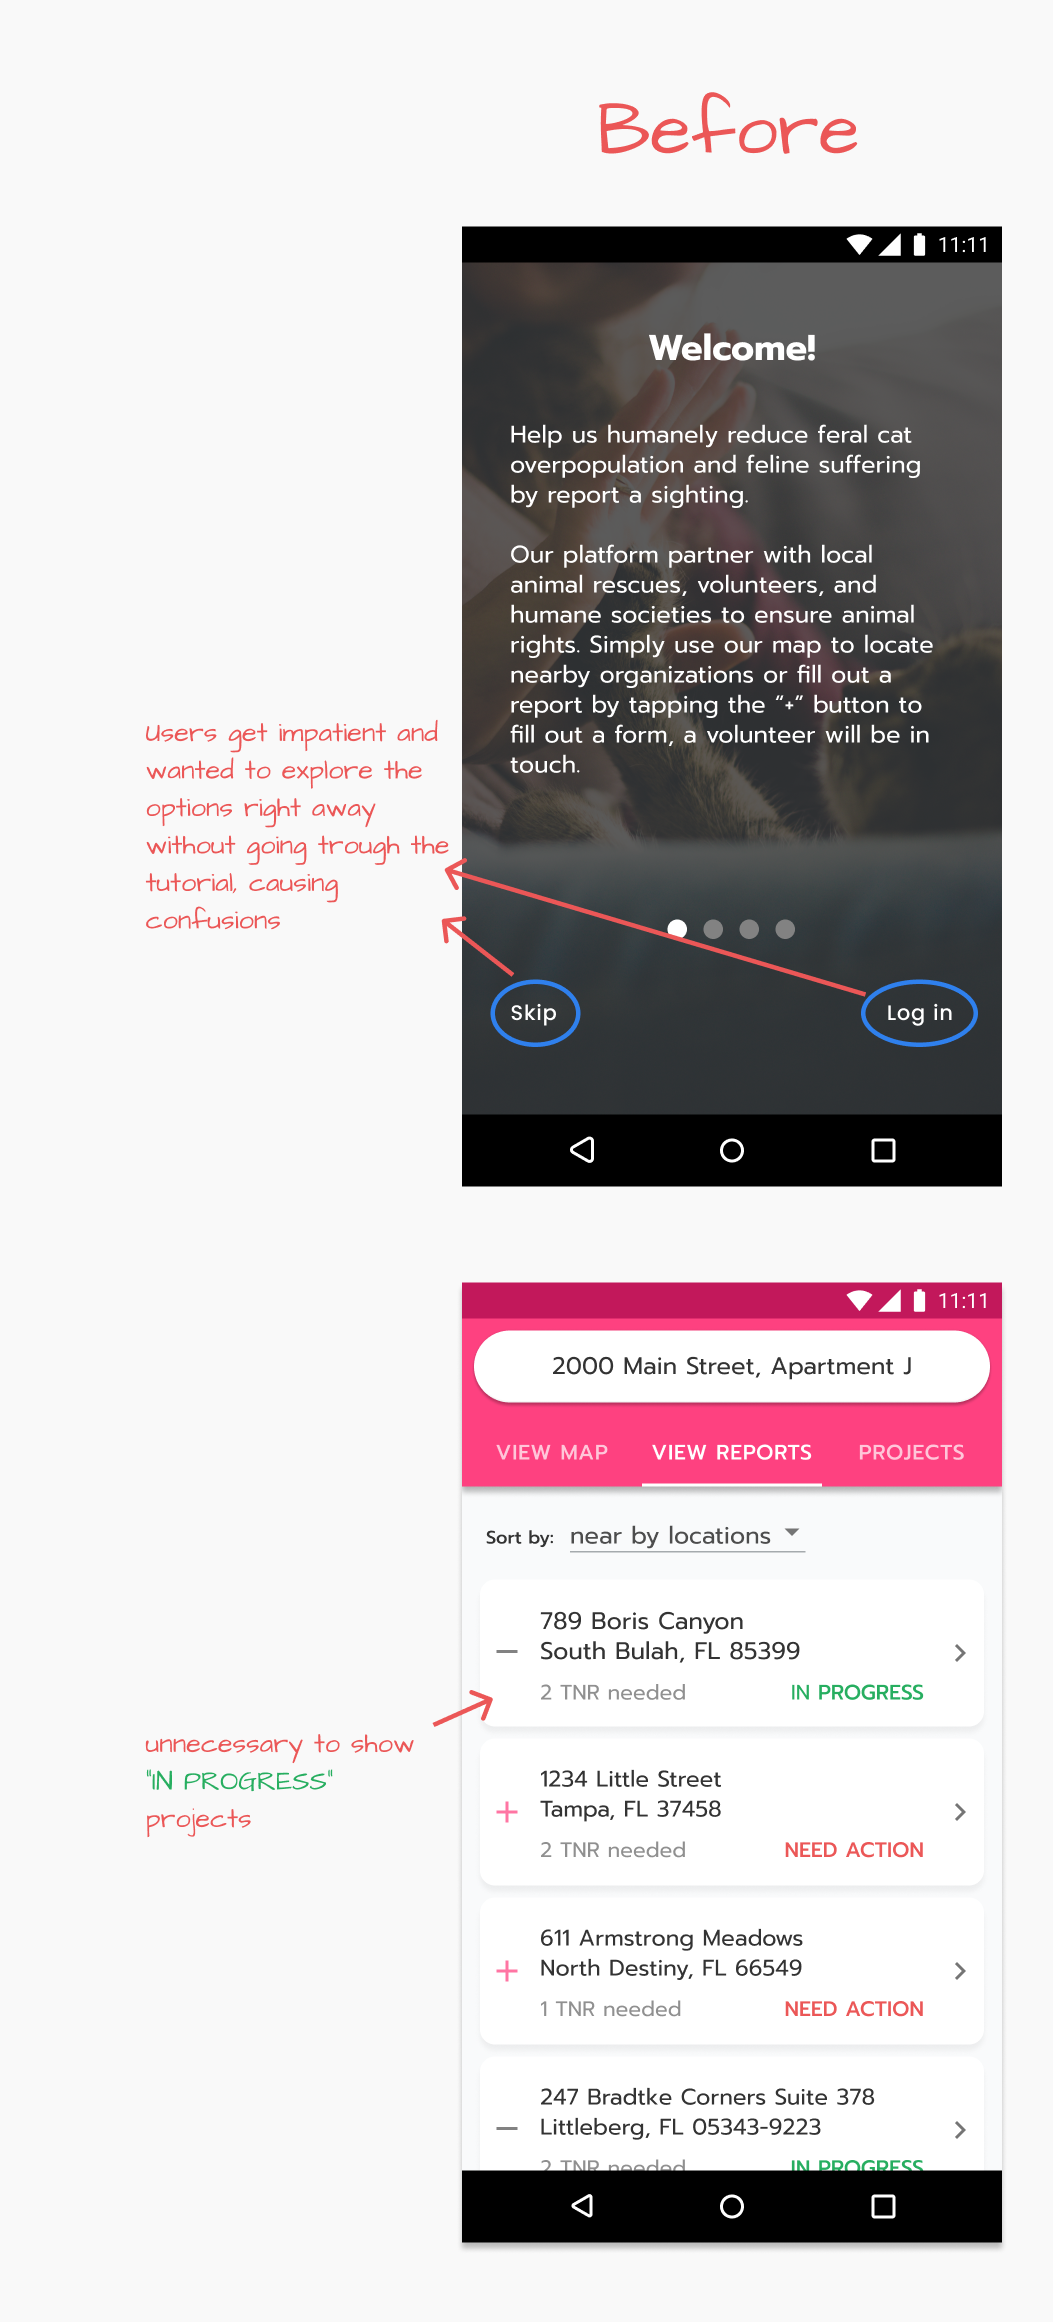 Before
11:11
Welcome!
Help us humanely reduce feral cat
overpopulation and feline suffering
by report a sighting.
Our platform partner with local
animal rescues, volunteers, and
humane societies to ensure animal
rights. Simply use our map to locate
nearby organizations or fill out a
report by tapping the “+” button to
fill out a form, a volunteer will be in
touch.
Users get impatient and
wanted to explore the
options right away
without going trough the
tutorial, causing
confusions
Skip
Log in
11:11
2000 Main Street, Apartment J
VIEW MAP
VIEW REPORTS
PROJECTS
Sort by: near by locations
789 Boris Canyon
South Bulah, FL 85399
2 TNR needed
IN PROGRESS
unnecessary to show
"IN PROGRESS"
projects
1234 Little Street
Tampa, FL 37458
2 TNR needed
NEED ACTION
611 Armstrong Meadows
North Destiny, FL 66549
1 TNR needed
NEED ACTION
247 Bradtke Corners Suite 378
Littleberg, FL 05343-9223
2 TNR needed
IN PROGRESS